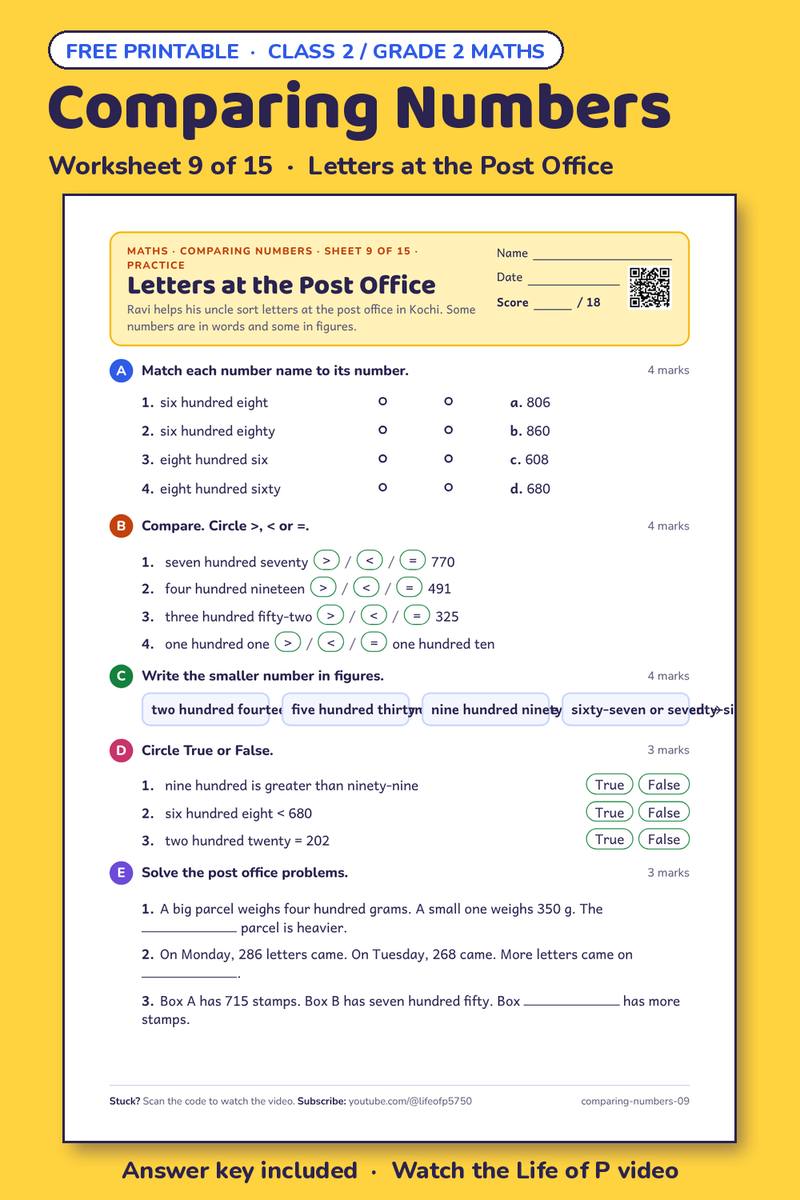 FREE PRINTABLE · CLASS 2 / GRADE 2 MATHS
Comparing Numbers
Worksheet 9 of 15 · Letters at the Post Office
MATHS · COMPARING NUMBERS · SHEET 9 OF 15 ·
PRACTICE
Letters at the Post Office
Ravi helps his uncle sort letters at the post office in Kochi. Some
numbers are in words and some in figures.
Name
Date
Score / 18
A Match each number name to its number. 4 marks
1. six hundred eight a. 806
2. six hundred eighty b. 860
3. eight hundred six c. 608
4. eight hundred sixty d. 680
B Compare. Circle >, < or =. 4 marks
1. seven hundred seventy > / < / = 770
2. four hundred nineteen > / < / = 491
3. three hundred fifty-two > / < / = 325
4. one hundred one > / < / = one hundred ten
C Write the smaller number in figures. 4 marks
two hundred five hundred nine hundred sixty-seven or
D Circle True or False. 3 marks
1. nine hundred is greater than ninety-nine True False
2. six hundred eight < 680 True False
3. two hundred twenty = 202 True False
E Solve the post office problems. 3 marks
1. A big parcel weighs four hundred grams. A small one weighs 350 g. The
parcel is heavier.
2. On Monday, 286 letters came. On Tuesday, 268 came. More letters came on
.
3. Box A has 715 stamps. Box B has seven hundred fifty. Box has more
stamps.
Stuck? Scan the code to watch the video. Subscribe: youtube.com/@lifeofp5750 comparing-numbers-09
Answer key included · Watch the Life of P video